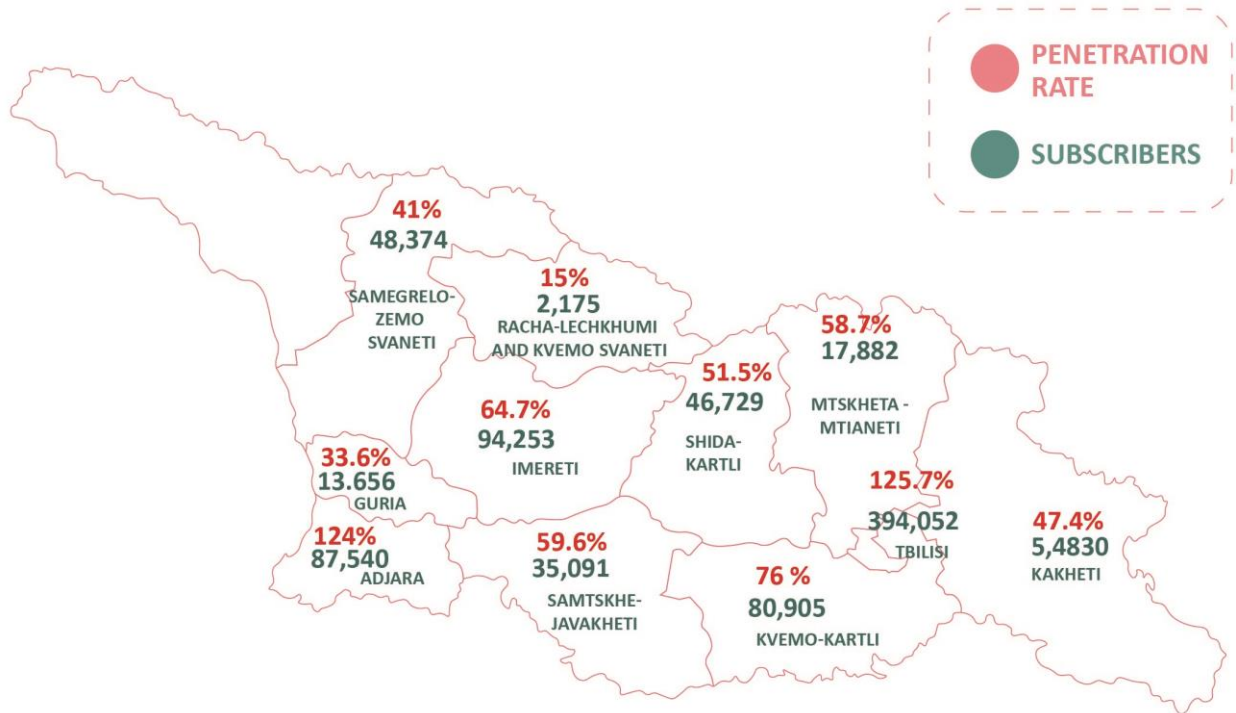 PENETRATION
RATE
SUBSCRIBERS
41%
48,374
SAMEGRELO-
ZEMO
SVANETI
15%
2,175
RACHA-LECHKHUMI
AND KVEMO SVANETI
58.7%
17,882
MTSKHETA -
MTIANETI
51.5%
46,729
SHIDA-
KARTLI
64.7%
94,253
IMERETI
33.6%
13.656
GURIA
124%
87,540
ADJARA
59.6%
35,091
SAMTSKHE-
JAVAKHETI
76 %
80,905
KVEMO-KARTLI
125.7%
394,052
TBILISI
47.4%
5,4830
KAKHETI